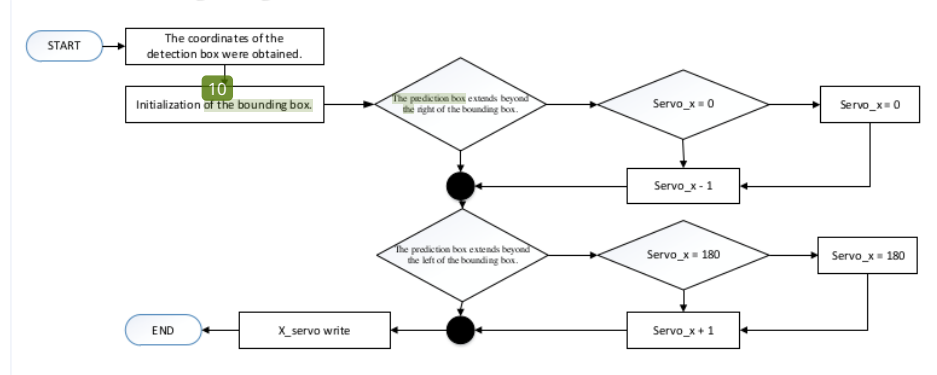 START
The coordinates of the
detection box were obtained.
10
Initialization of the bounding box.
The prediction box extends beyond
the right of the bounding box.
Servo_x = 0
Servo_x = 0
Servo_x - 1
The prediction box extends beyond
the left of the bounding box.
Servo_x = 180
Servo_x = 180
Servo_x + 1
X_servo write
END